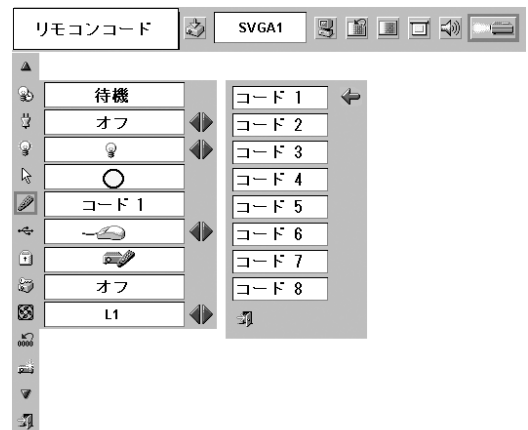 リモコンコード
SVGA1
待機
オフ
コード 1
オフ
L1
0000
コード 1
コード 2
コード 3
コード 4
コード 5
コード 6
コード 7
コード 8